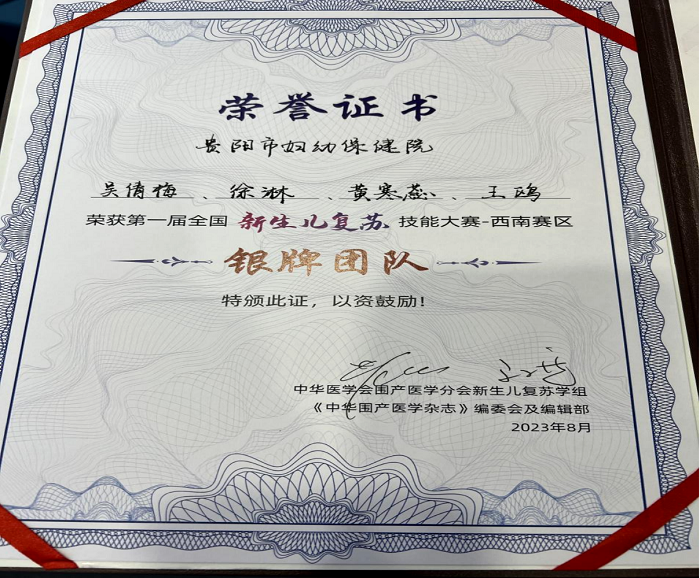 荣誉证书
贵阳市妇幼保健院
吴倩梅、徐淋、黄寒蕊、王鸥
荣获第一届全国新生儿复苏技能大赛-西南赛区
银牌团队
特颁此证，以资鼓励！
中华医学会围产医学分会新生儿复苏学组
《中华围产医学杂志》编委会及编辑部
2023年8月